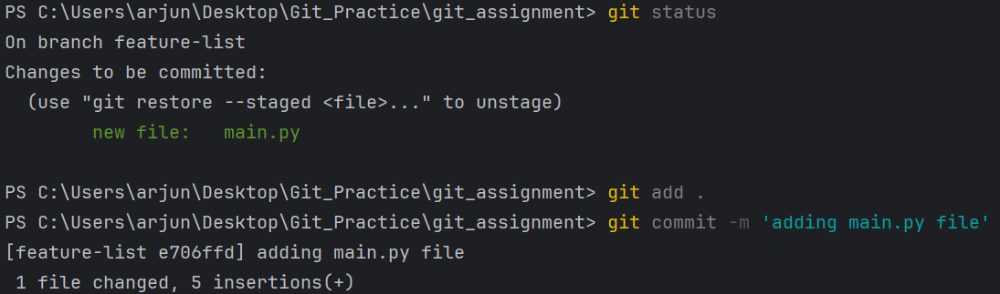 PS C:\Users\arjun\Desktop\Git_Practice\git_assignment> git status
On branch feature-list
Changes to be committed:
  (use "git restore --staged <file>..." to unstage)
        new file:   main.py

PS C:\Users\arjun\Desktop\Git_Practice\git_assignment> git add .
PS C:\Users\arjun\Desktop\Git_Practice\git_assignment> git commit -m 'adding main.py file'
[feature-list e706ffd] adding main.py file
 1 file changed, 5 insertions(+)